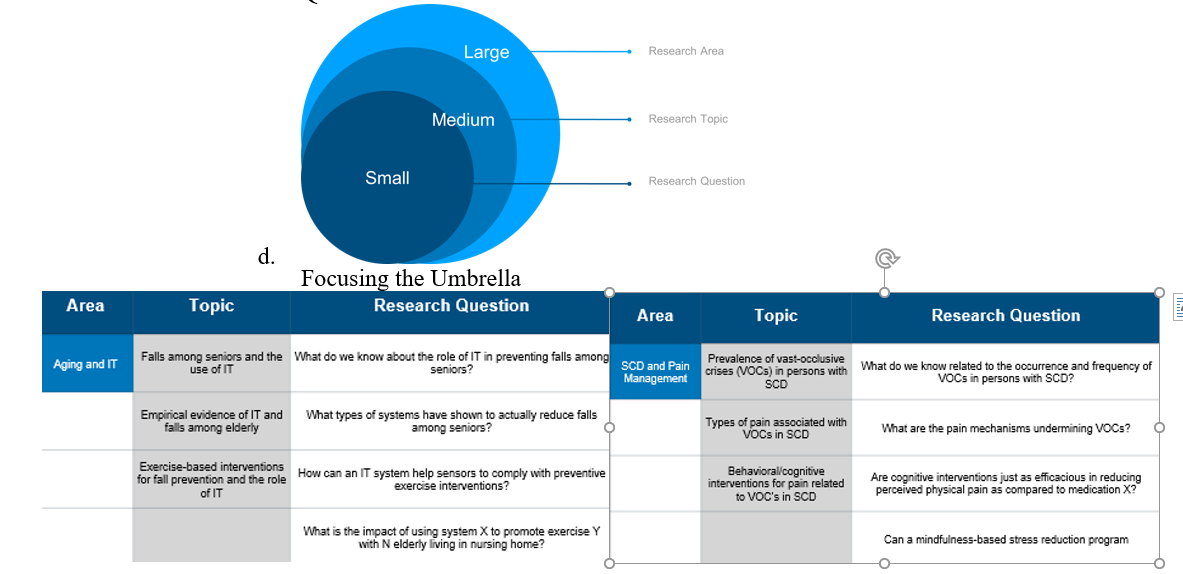 Large
Research Area
Medium
Research Topic
Small
Research Question
d.
Focusing the Umbrella
Area
Topic
Research Question
Aging and IT
Falls among seniors and the
use of IT
What do we know about the role of IT in preventing falls among
seniors?
Empirical evidence of IT and
falls among elderly
What types of systems have shown to actually reduce falls
among seniors?
Exercise-based interventions
for fall prevention and the role
of IT
How can an IT system help sensors to comply with preventive
exercise interventions?
What is the impact of using system X to promote exercise Y
with N elderly living in nursing home?
Area
Topic
Research Question
SCD and Pain
Management
Prevalence of vast-occlusive
crises (VOCs) in persons with
SCD
What do we know related to the occurrence and frequency of
VOCs in persons with SCD?
Types of pain associated with
VOCs in SCD
What are the pain mechanisms undermining VOCs?
Behavioral/cognitive
interventions for pain related
to VOC's in SCD
Are cognitive interventions just as efficacious in reducing
perceived physical pain as compared to medication X?
Can a mindfulness-based stress reduction program